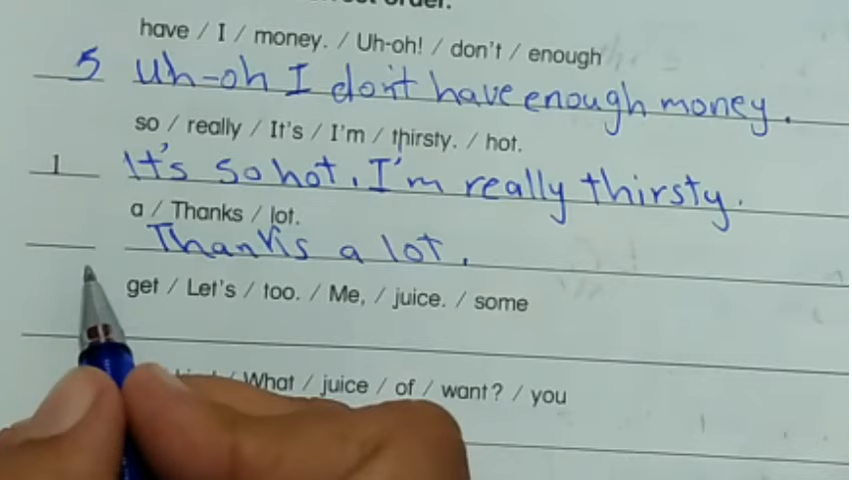 order.
have / I / money. / Uh-oh! / don't / enough
5 Uh-oh I don't have enough money.
so / really / It's / I'm / thirsty. / hot.
1 It's so hot. I'm really thirsty.
a / Thanks / lot.
Thanks a lot.
get / Let's / too. / Me, / juice. / some
/ What / juice / of / want? / you